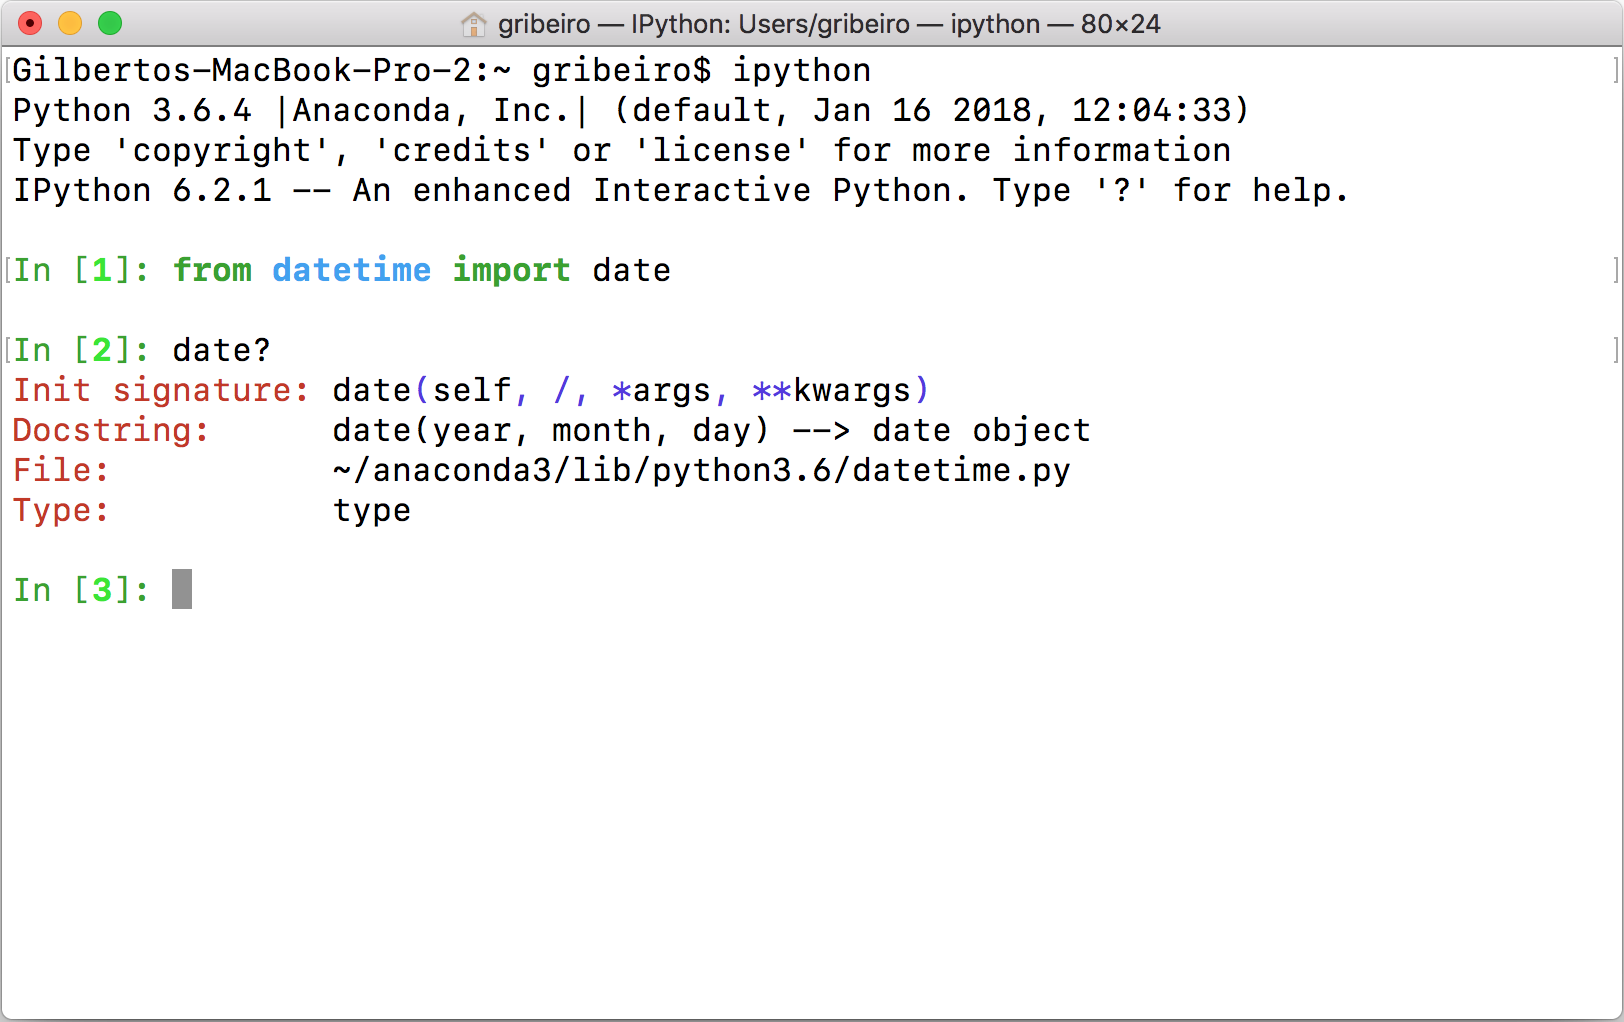 gribeiro — IPython: Users/gribeiro — ipython — 80×24
Gilbertos-MacBook-Pro-2:~ gribeiro$ ipython
Python 3.6.4 |Anaconda, Inc.| (default, Jan 16 2018, 12:04:33)
Type 'copyright', 'credits' or 'license' for more information
IPython 6.2.1 -- An enhanced Interactive Python. Type '?' for help.
In [1]: from datetime import date
In [2]: date?
Init signature: date(self, /, *args, **kwargs)
Docstring:      date(year, month, day) --> date object
File:           ~/anaconda3/lib/python3.6/datetime.py
Type:           type
In [3]: